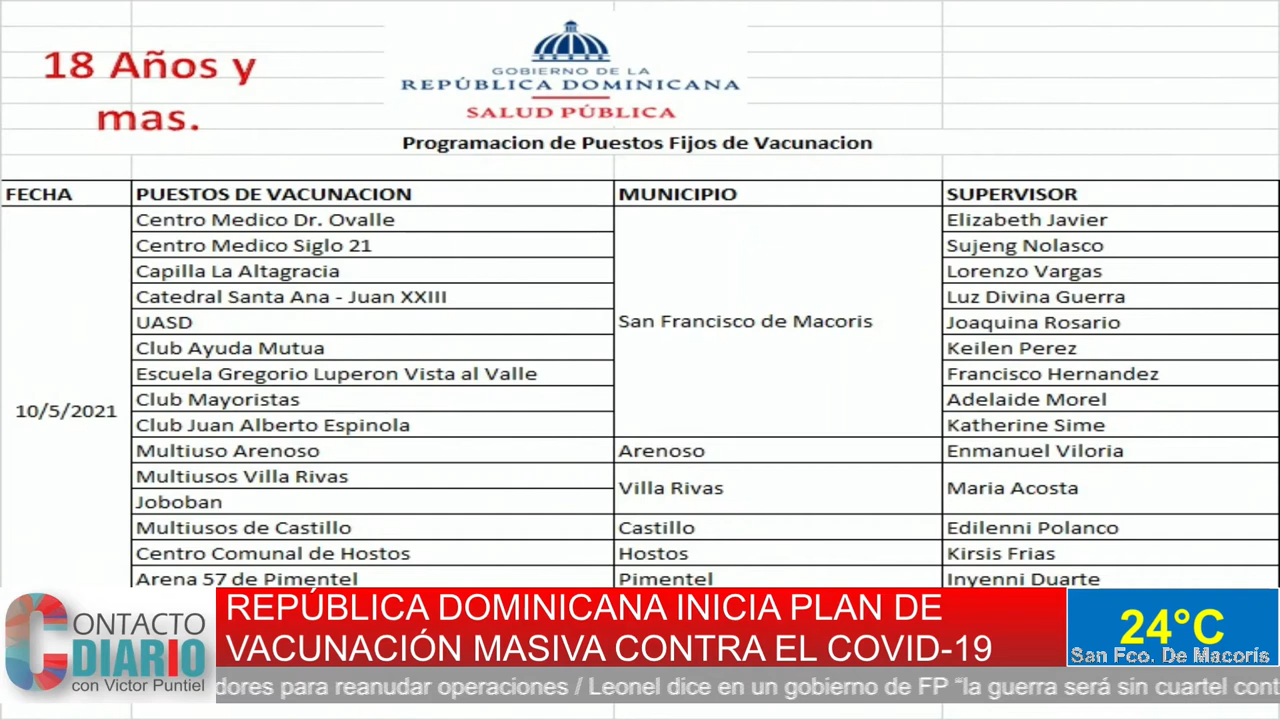 18 Años y
mas.
GOBIERNO DE LA
REPÚBLICA DOMINICANA
SALUD PÚBLICA
Programacion de Puestos Fijos de Vacunacion
FECHA PUESTOS DE VACUNACION MUNICIPIO SUPERVISOR
Centro Medico Dr. Ovalle Elizabeth Javier
Centro Medico Siglo 21 Sujeng Nolasco
Capilla La Altagracia Lorenzo Vargas
Catedral Santa Ana - Juan XXIII Luz Divina Guerra
UASD San Francisco de Macoris Joaquina Rosario
Club Ayuda Mutua Keilen Perez
Escuela Gregorio Luperon Vista al Valle Francisco Hernandez
Club Mayoristas Adelaide Morel
10/5/2021 Club Juan Alberto Espinola Katherine Sime
Multiuso Arenoso Arenoso Enmanuel Viloria
Multiusos Villa Rivas Villa Rivas Maria Acosta
Joboban
Multiusos de Castillo Castillo Edilenni Polanco
Centro Comunal de Hostos Hostos Kirsis Frias
Arena 57 de Pimentel Pimentel Inyenni Duarte
CONTACTO
DIARIO
con Victor Puntiel
REPÚBLICA DOMINICANA INICIA PLAN DE
VACUNACIÓN MASIVA CONTRA EL COVID-19
24°C
San Fco. De Macoris
dores para reanudar operaciones / Leonel dice en un gobierno de FP “la guerra será sin cuartel cont